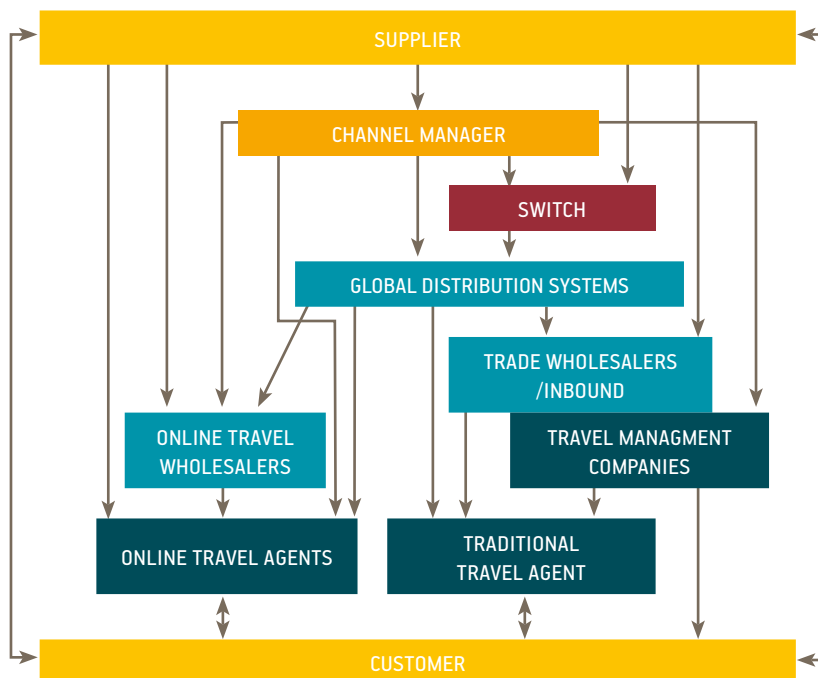 SUPPLIER
CHANNEL MANAGER
SWITCH
GLOBAL DISTRIBUTION SYSTEMS
TRADE WHOLESALERS
/INBOUND
ONLINE TRAVEL
WHOLESALERS
TRAVEL MANAGMENT
COMPANIES
ONLINE TRAVEL AGENTS
TRADITIONAL
TRAVEL AGENT
CUSTOMER